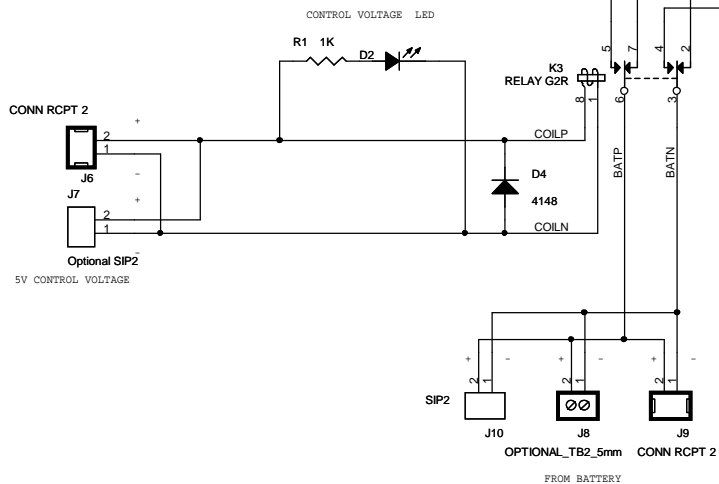 CONTROL VOLTAGE LED
R1 1K
D2
5
7
4
2
K3
RELAY G2R
8
1
6
3
CONN RCPT 2
+
2
1
J6
-
COILP
BATP
BATN
J7
+
2
1
D4
4148
COILN
Optional SIP2
-
5V CONTROL VOLTAGE
+ - + - + -
2 1 2 1 2 1
SIP2
J10 J8 J9
OPTIONAL_TB2_5mm CONN RCPT 2
FROM BATTERY